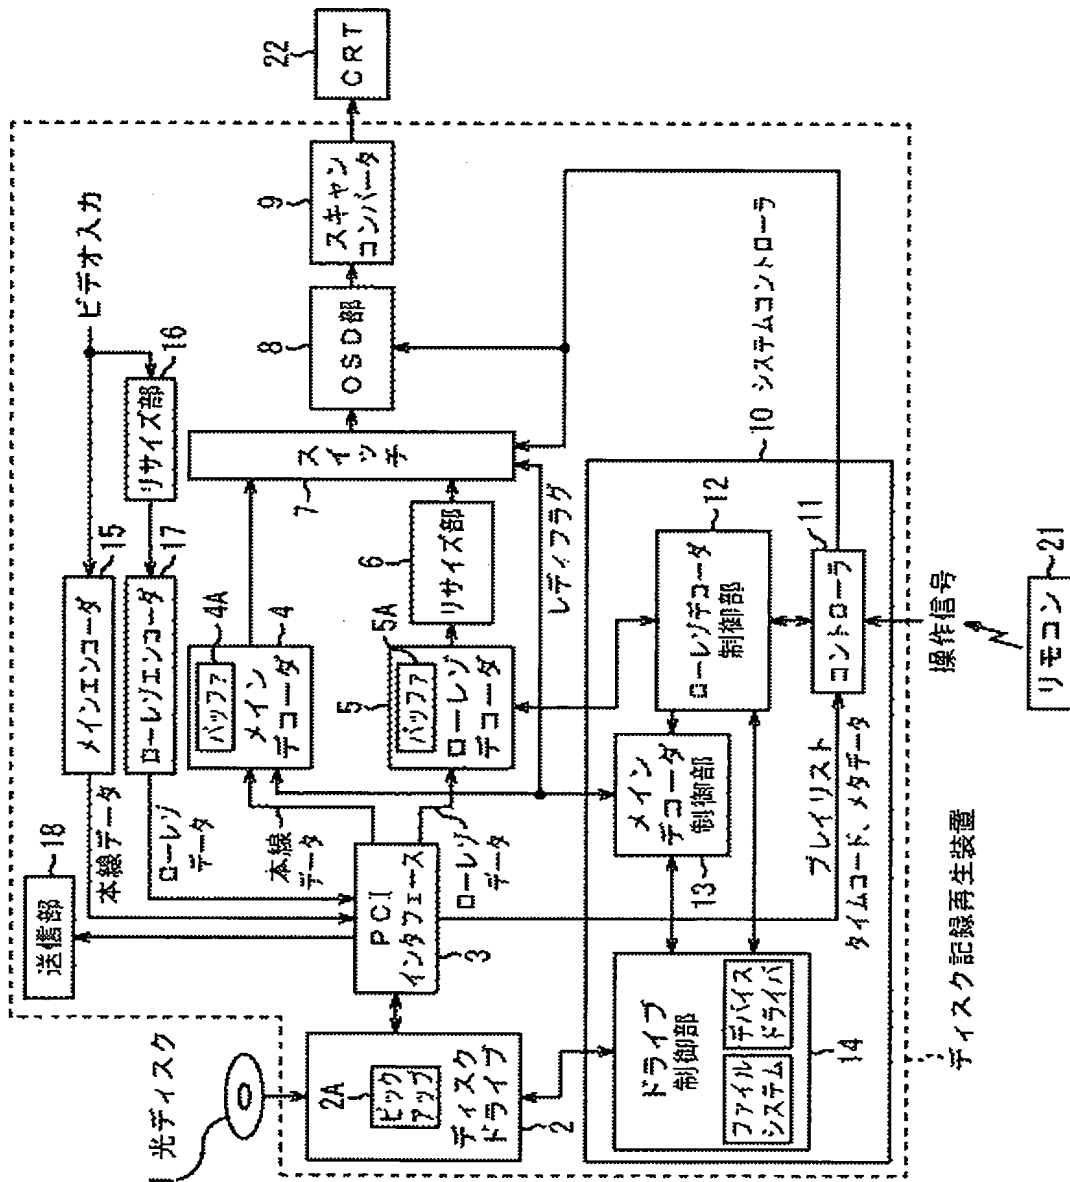 1
光ディスク
2A
ピック
アップ
ディスク
ドライブ
2
18
送信部
PCI
インタフェース
3
本線データ
ローレゾ
データ
本線
データ
ローレゾ
データ
ビデオ入力
15
メインエンコーダ
16
リサイズ部
17
ローレゾエンコーダ
4A
バッファ
メイン
デコーダ
4
5A
バッファ
5
ローレゾ
デコーダ
6
リサイズ部
7
スイッチ
8
OSD部
9
スキャン
コンバータ
22
CRT
レディフラグ
10 システムコントローラ
12
ローレゾデコーダ
制御部
11
コントローラ
メイン
デコーダ
制御部
13
プレイリスト
タイムコード、メタデータ
ドライブ
制御部
ファイル
システム
デバイス
ドライバ
14
ディスク記録再生装置
操作信号
21
リモコン